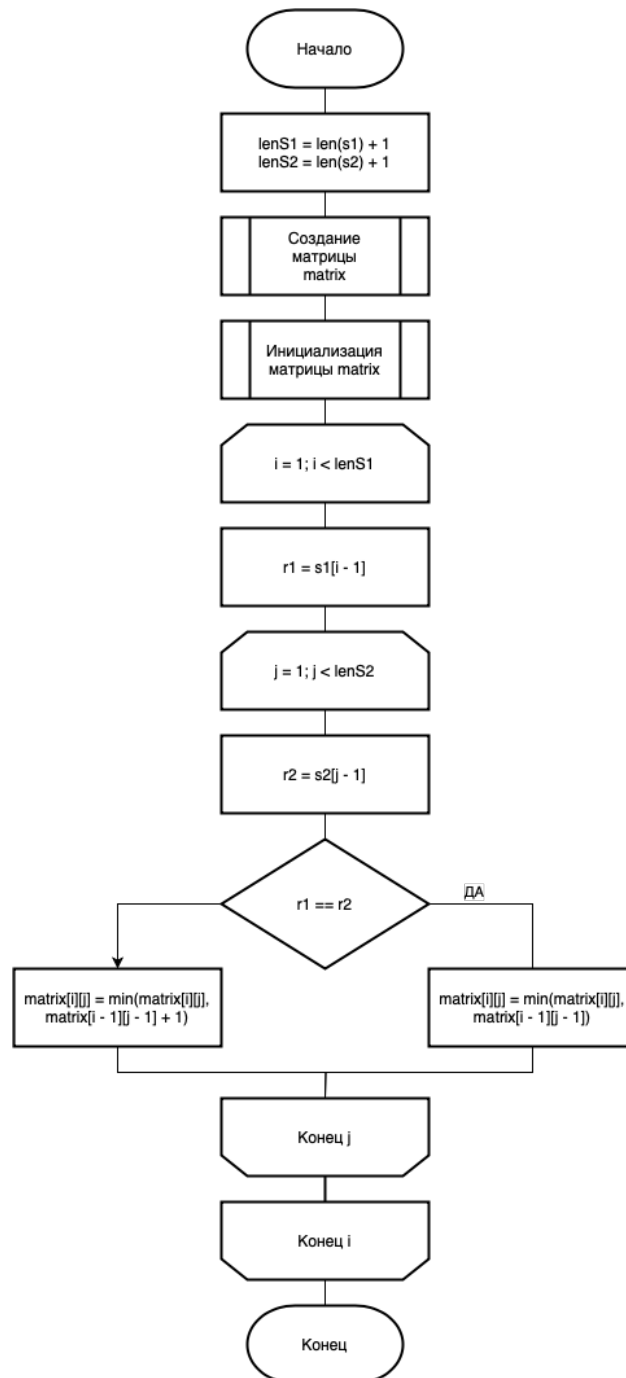 Начало
lenS1 = len(s1) + 1
lenS2 = len(s2) + 1
Создание
матрицы
matrix
Инициализация
матрицы matrix
i = 1; i < lenS1
r1 = s1[i - 1]
j = 1; j < lenS2
r2 = s2[j - 1]
r1 == r2
ДА
matrix[i][j] = min(matrix[i][j],
matrix[i - 1][j - 1] + 1)
matrix[i][j] = min(matrix[i][j],
matrix[i - 1][j - 1])
Конец j
Конец i
Конец